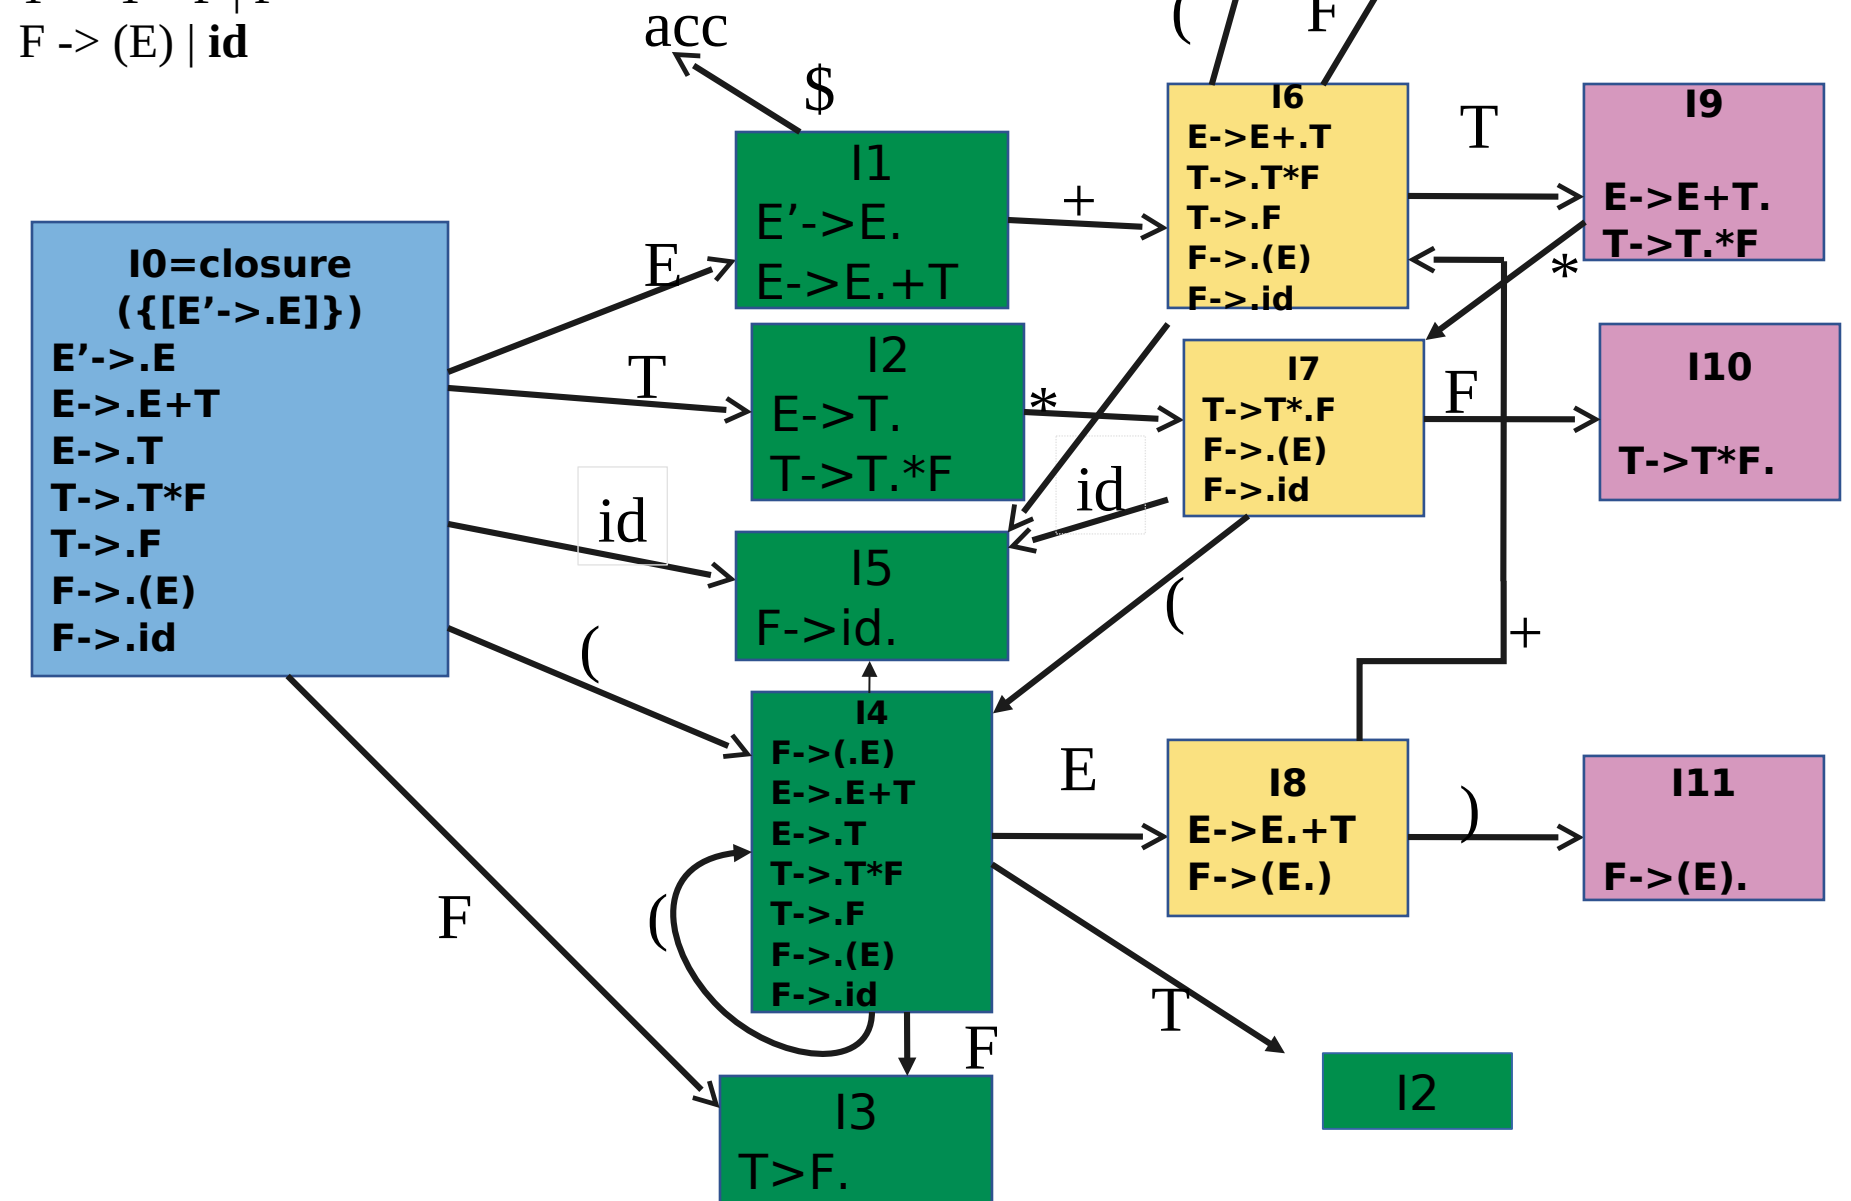 F -> (E) | id
acc
$
(
F
I0=closure
({[E’->.E]})
E’->.E
E->.E+T
E->.T
T->.T*F
T->.F
F->.(E)
F->.id
E
T
id
(
F
I1
E’->E.
E->E.+T
+
I2
E->T.
T->T.*F
*
I5
F->id.
id
(
I4
F->(.E)
E->.E+T
E->.T
T->.T*F
T->.F
F->.(E)
F->.id
(
F
E
T
I3
T>F.
I6
E->E+.T
T->.T*F
T->.F
F->.(E)
F->.id
T
I7
T->T*.F
F->.(E)
F->.id
F
*
+
I8
E->E.+T
F->(E.)
)
I9
E->E+T.
T->T.*F
I10
T->T*F.
I11
F->(E).
I2